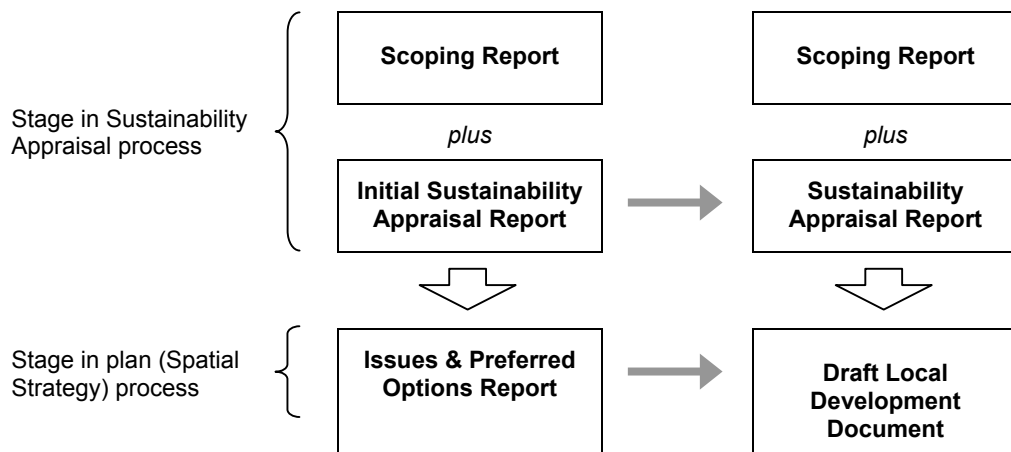 Stage in Sustainability
Appraisal process
Scoping Report
plus
Initial Sustainability
Appraisal Report
Scoping Report
plus
Sustainability
Appraisal Report
Stage in plan (Spatial
Strategy) process
Issues & Preferred
Options Report
Draft Local
Development
Document